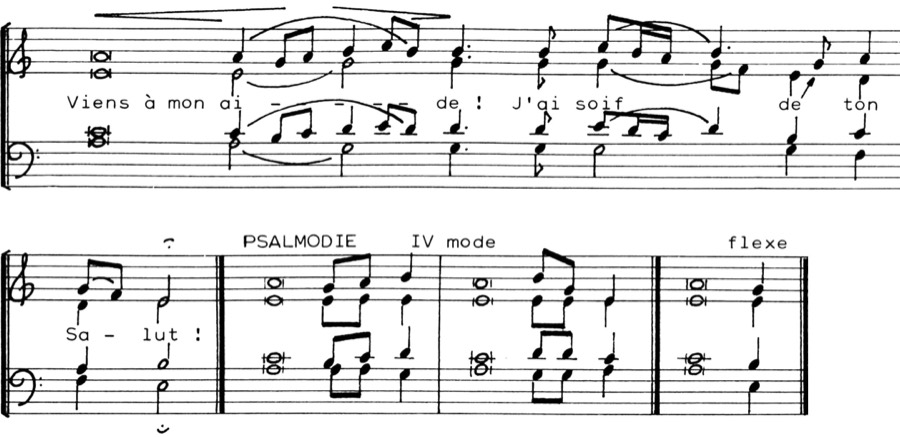 Viens à mon ai - - - - - de ! J'ai soif de ton
PSALMODIE IV mode flexe
Sa - lut !